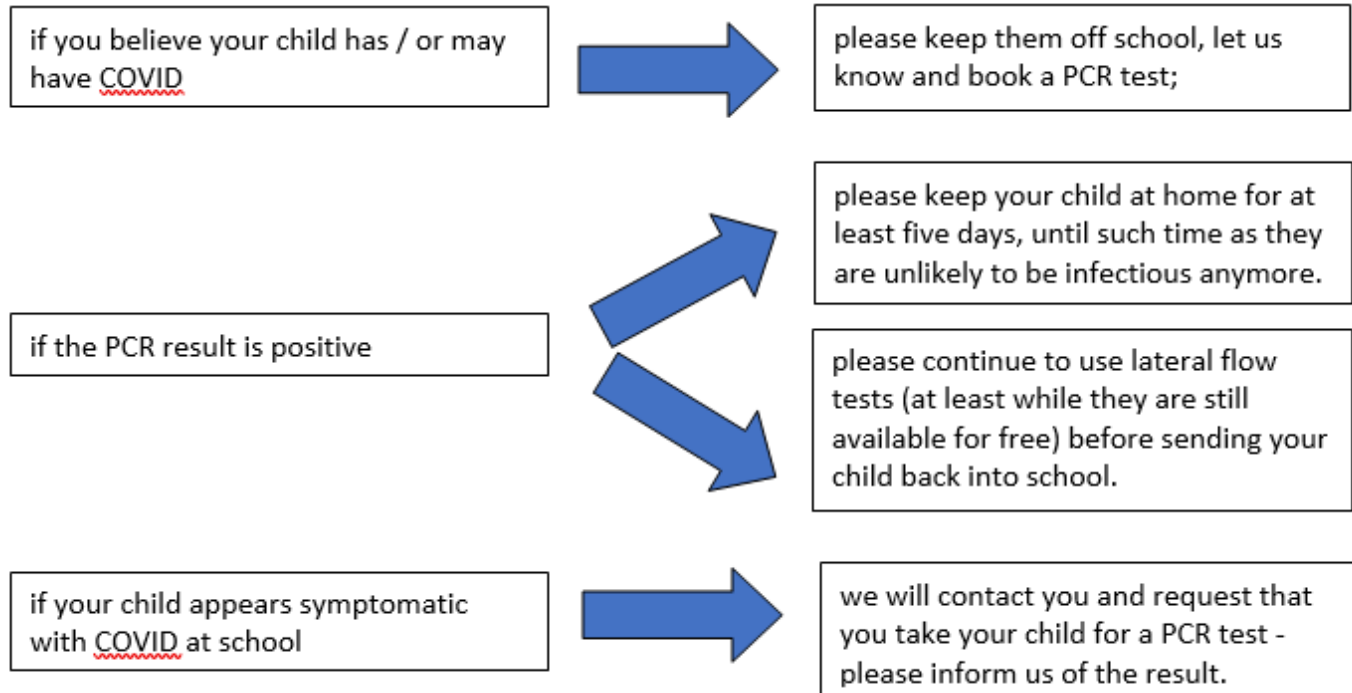 if you believe your child has / or may
have COVID
please keep them off school, let us
know and book a PCR test;
if the PCR result is positive
please keep your child at home for at
least five days, until such time as they
are unlikely to be infectious anymore.
please continue to use lateral flow
tests (at least while they are still
available for free) before sending your
child back into school.
if your child appears symptomatic
with COVID at school
we will contact you and request that
you take your child for a PCR test -
please inform us of the result.